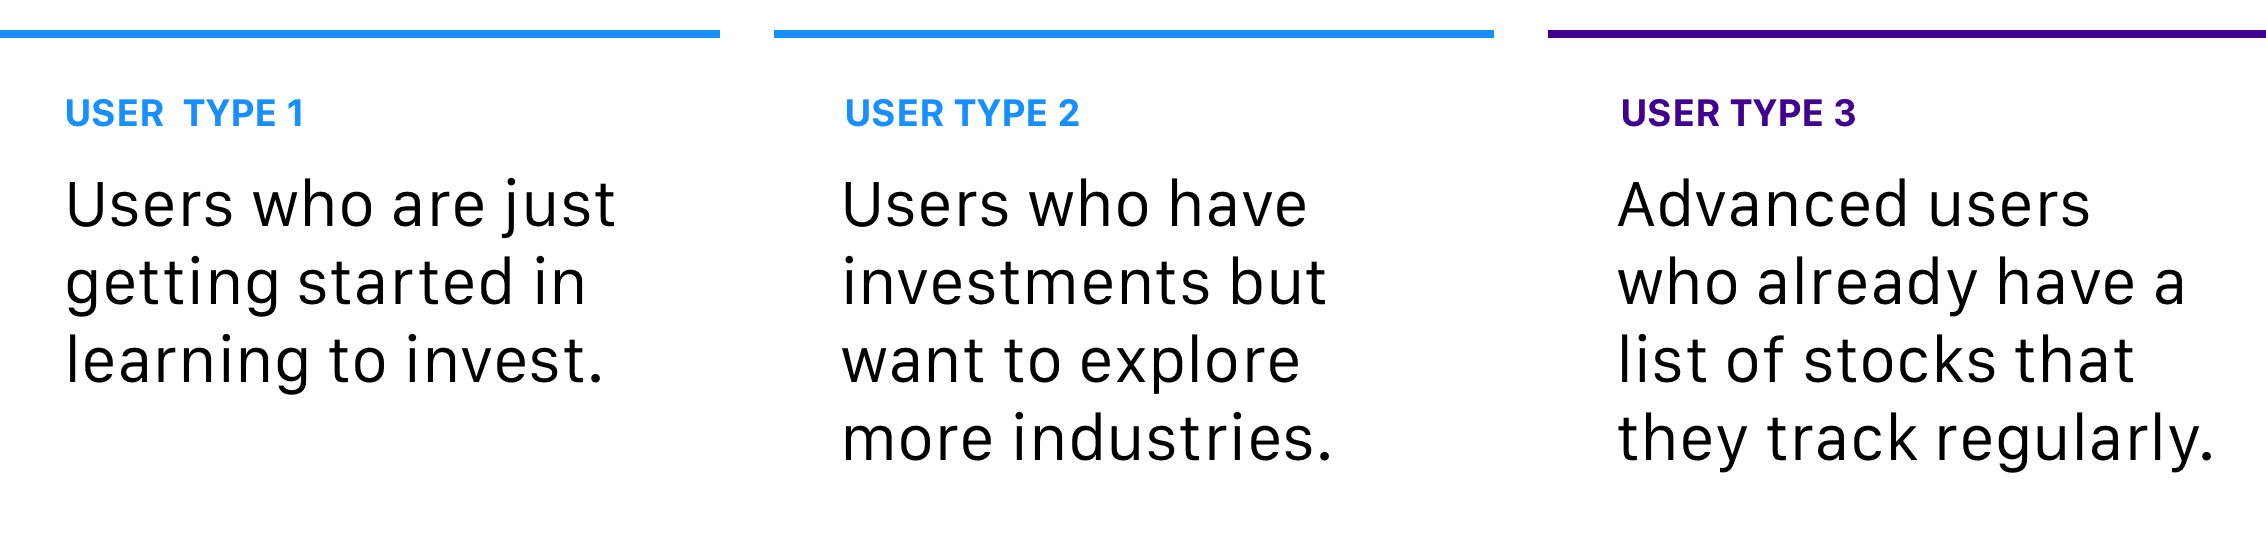 USER  TYPE 1
Users who are just
getting started in
learning to invest.
USER TYPE 2
Users who have
investments but
want to explore
more industries.
USER TYPE 3
Advanced users
who already have a
list of stocks that
they track regularly.